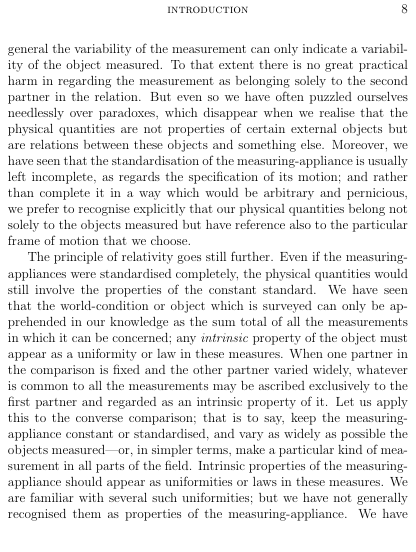 INTRODUCTION 8
general the variability of the measurement can only indicate a variabil-
ity of the object measured. To that extent there is no great practical
harm in regarding the measurement as belonging solely to the second
partner in the relation. But even so we have often puzzled ourselves
needlessly over paradoxes, which disappear when we realise that the
physical quantities are not properties of certain external objects but
are relations between these objects and something else. Moreover, we
have seen that the standardisation of the measuring-appliance is usually
left incomplete, as regards the specification of its motion; and rather
than complete it in a way which would be arbitrary and pernicious,
we prefer to recognise explicitly that our physical quantities belong not
solely to the objects measured but have reference also to the particular
frame of motion that we choose.
The principle of relativity goes still further. Even if the measuring-
appliances were standardised completely, the physical quantities would
still involve the properties of the constant standard. We have seen
that the world-condition or object which is surveyed can only be ap-
prehended in our knowledge as the sum total of all the measurements
in which it can be concerned; any intrinsic property of the object must
appear as a uniformity or law in these measures. When one partner in
the comparison is fixed and the other partner varied widely, whatever
is common to all the measurements may be ascribed exclusively to the
first partner and regarded as an intrinsic property of it. Let us apply
this to the converse comparison; that is to say, keep the measuring-
appliance constant or standardised, and vary as widely as possible the
objects measured—or, in simpler terms, make a particular kind of mea-
surement in all parts of the field. Intrinsic properties of the measuring-
appliance should appear as uniformities or laws in these measures. We
are familiar with several such uniformities; but we have not generally
recognised them as properties of the measuring-appliance. We have